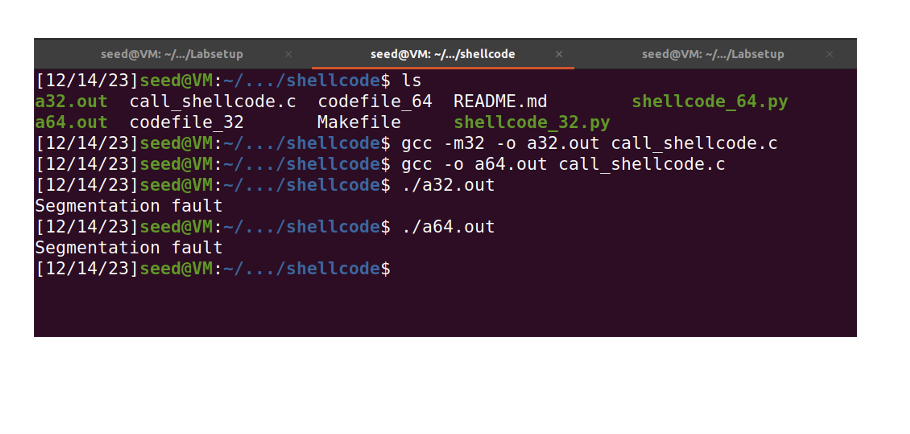 seed@VM: ~/.../Labsetup × seed@VM: ~/.../shellcode × seed@VM: ~/.../Labsetup ×
[12/14/23]seed@VM:~/.../shellcode$ ls
a32.out call_shellcode.c codefile_64 README.md shellcode_64.py
a64.out codefile_32 Makefile shellcode_32.py
[12/14/23]seed@VM:~/.../shellcode$ gcc -m32 -o a32.out call_shellcode.c
[12/14/23]seed@VM:~/.../shellcode$ gcc -o a64.out call_shellcode.c
[12/14/23]seed@VM:~/.../shellcode$ ./a32.out
Segmentation fault
[12/14/23]seed@VM:~/.../shellcode$ ./a64.out
Segmentation fault
[12/14/23]seed@VM:~/.../shellcode$